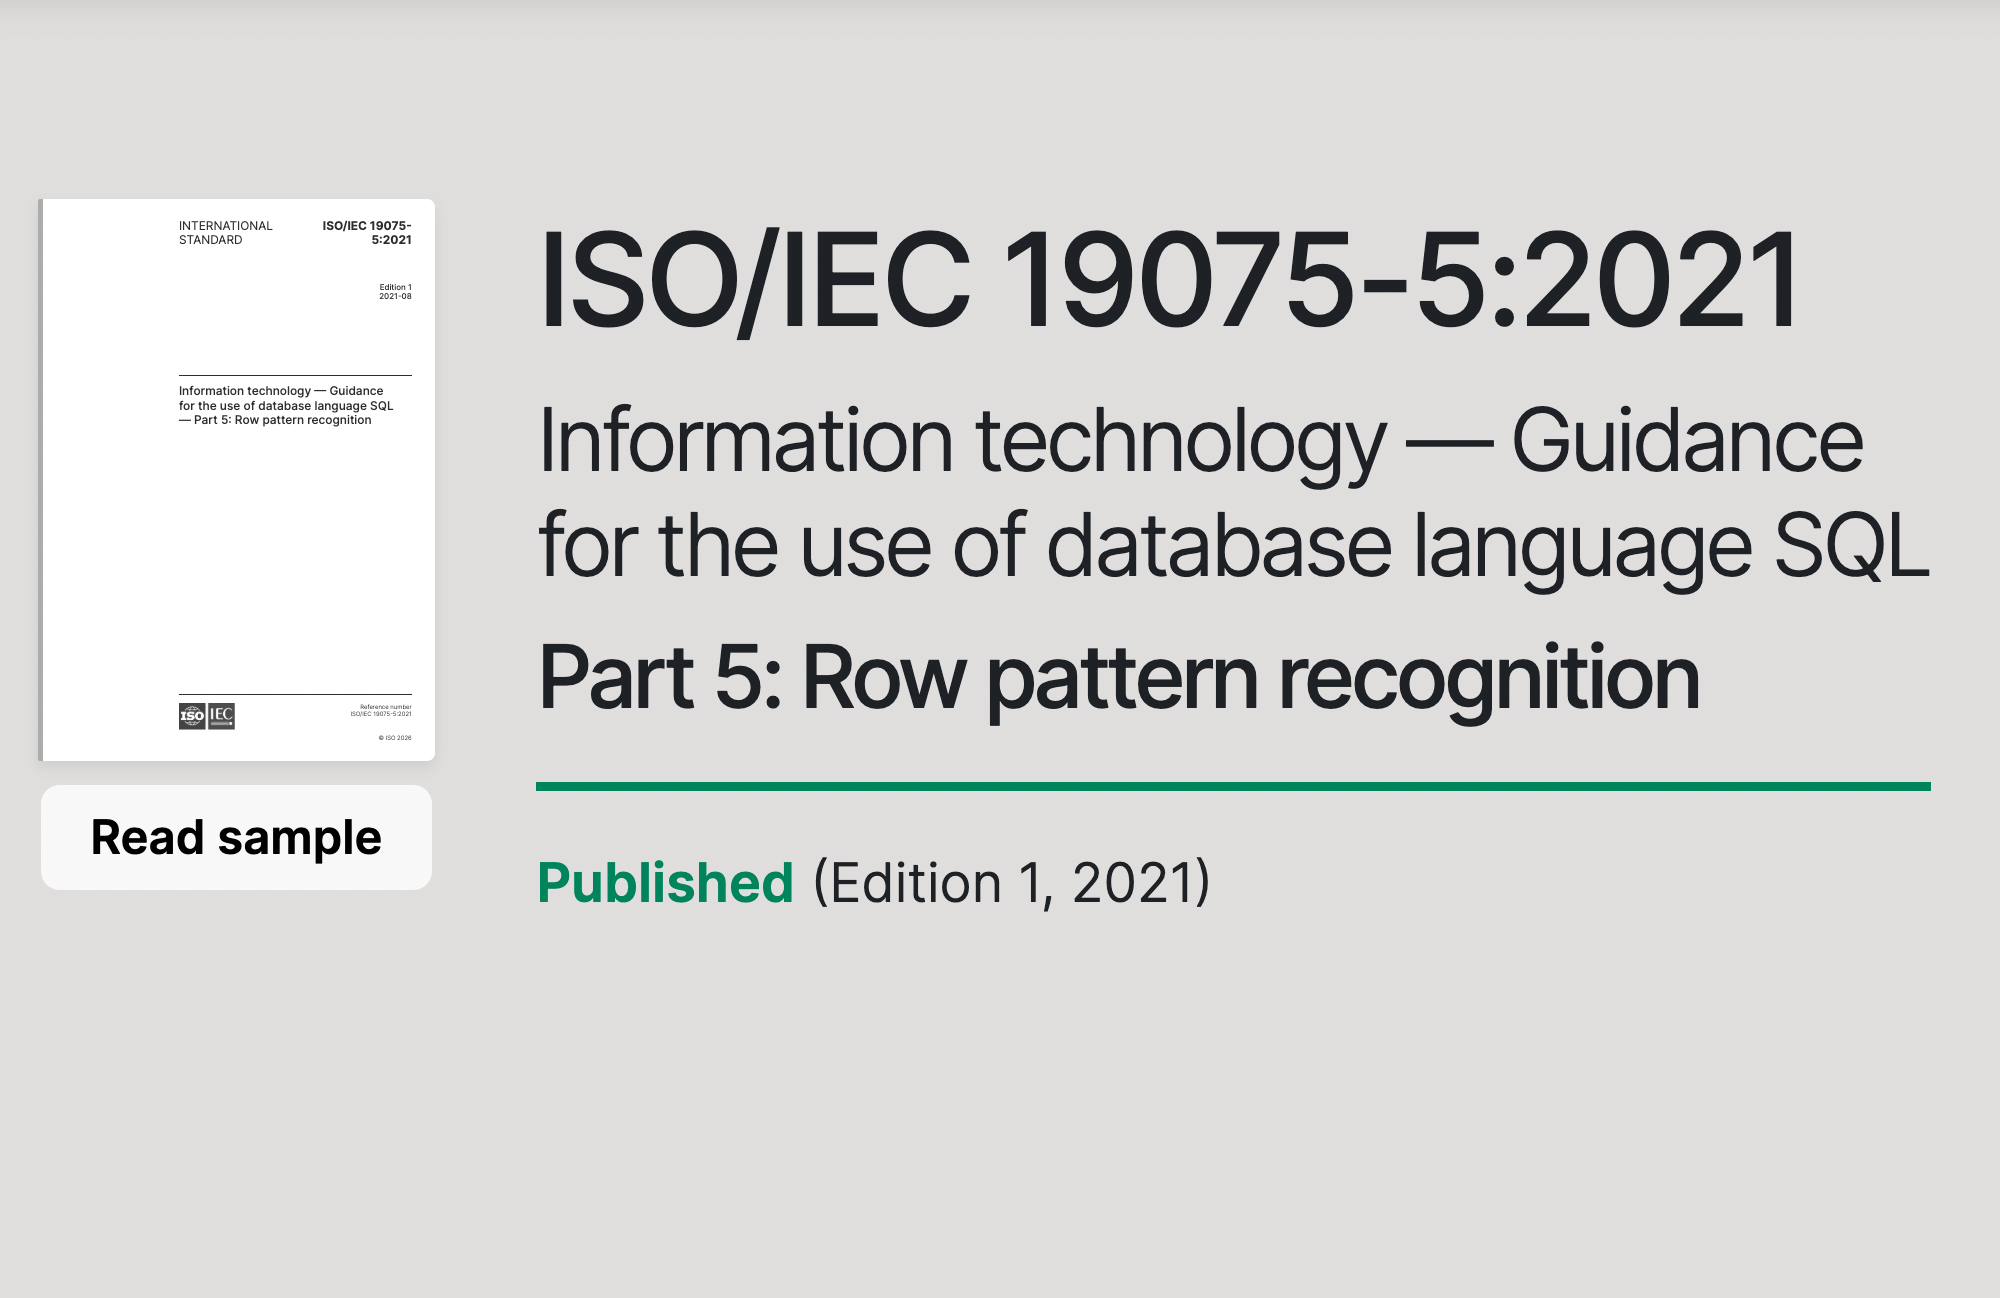 INTERNATIONAL
STANDARD
ISO/IEC 19075-
5:2021
Edition 1
2021-08
Information technology — Guidance
for the use of database language SQL
— Part 5: Row pattern recognition
ISO IEC
Reference number
ISO/IEC 19075-5:2021
© ISO 2026
Read sample
ISO/IEC 19075-5:2021
Information technology — Guidance
for the use of database language SQL
Part 5: Row pattern recognition
Published (Edition 1, 2021)